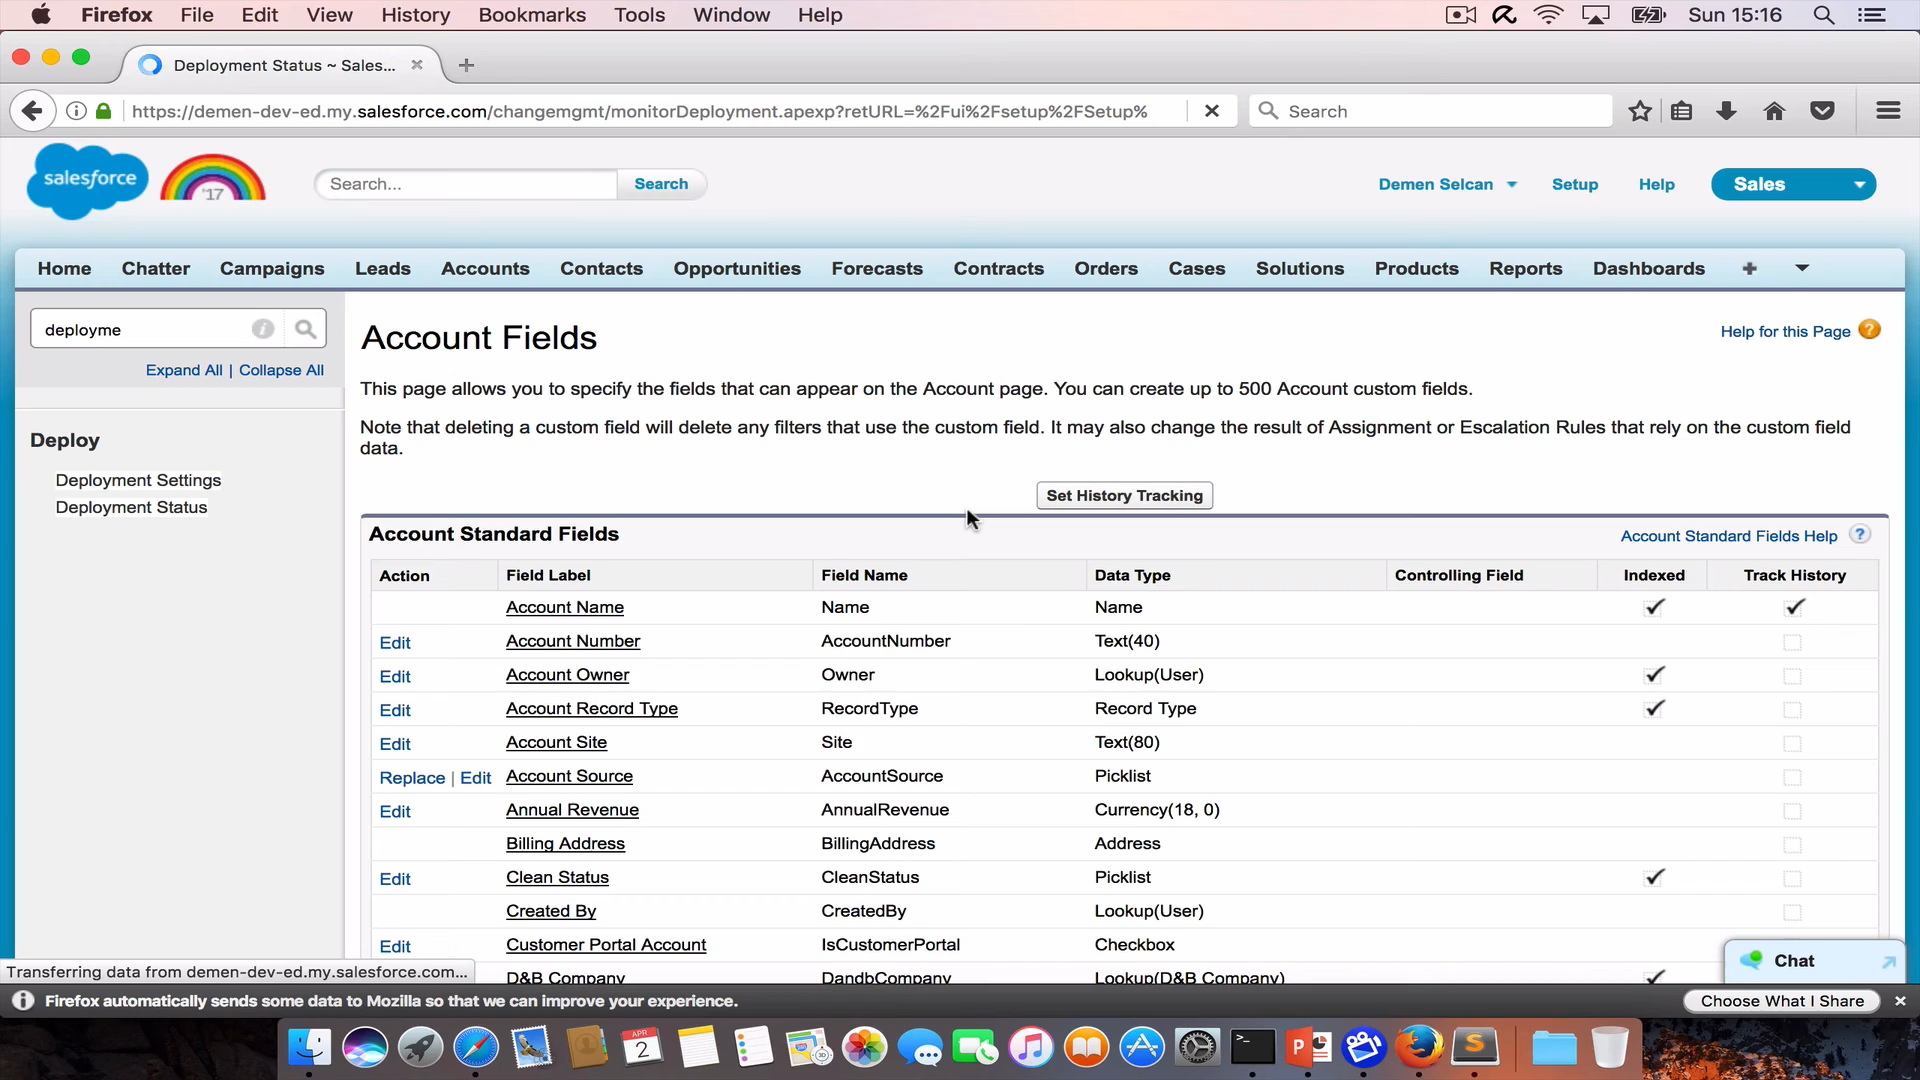 Firefox File Edit View History Bookmarks Tools Window Help Sun 15:16
Deployment Status ~ Sales...
https://demen-dev-ed.my.salesforce.com/changemgmt/monitorDeployment.apexp?retURL=%2Fui%2Fsetup%2FSetup% Search
salesforce '17 Search... Search Demen Selcan Setup Help Sales
Home Chatter Campaigns Leads Accounts Contacts Opportunities Forecasts Contracts Orders Cases Solutions Products Reports Dashboards
deployme
Expand All | Collapse All
Deploy
Deployment Settings
Deployment Status
Account Fields
Help for this Page
This page allows you to specify the fields that can appear on the Account page. You can create up to 500 Account custom fields.
Note that deleting a custom field will delete any filters that use the custom field. It may also change the result of Assignment or Escalation Rules that rely on the custom field
data.
Set History Tracking
Account Standard Fields Account Standard Fields Help ?
Action Field Label Field Name Data Type Controlling Field Indexed Track History
Account Name Name Name
Edit Account Number AccountNumber Text(40)
Edit Account Owner Owner Lookup(User)
Edit Account Record Type RecordType Record Type
Edit Account Site Site Text(80)
Replace | Edit Account Source AccountSource Picklist
Edit Annual Revenue AnnualRevenue Currency(18, 0)
Billing Address BillingAddress Address
Edit Clean Status CleanStatus Picklist
Created By CreatedBy Lookup(User)
Edit Customer Portal Account IsCustomerPortal Checkbox
D&B Company DandbCompany Lookup(D&B Company)
Chat
Transferring data from demen-dev-ed.my.salesforce.com...
Firefox automatically sends some data to Mozilla so that we can improve your experience. Choose What I Share
APR
2